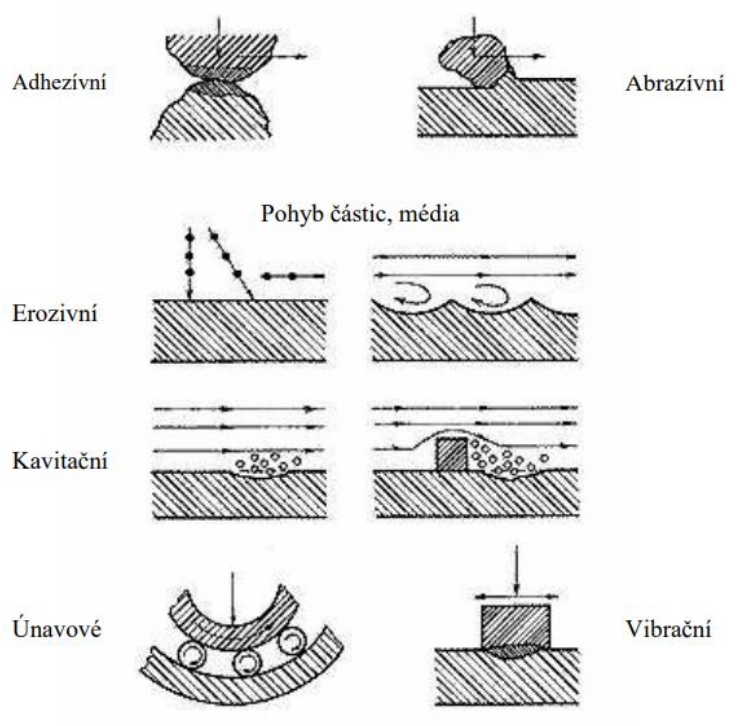 Adhezívní
Abrazívní
Pohyb částic, média
Erozivní
Kavitační
Únavové
Vibrační